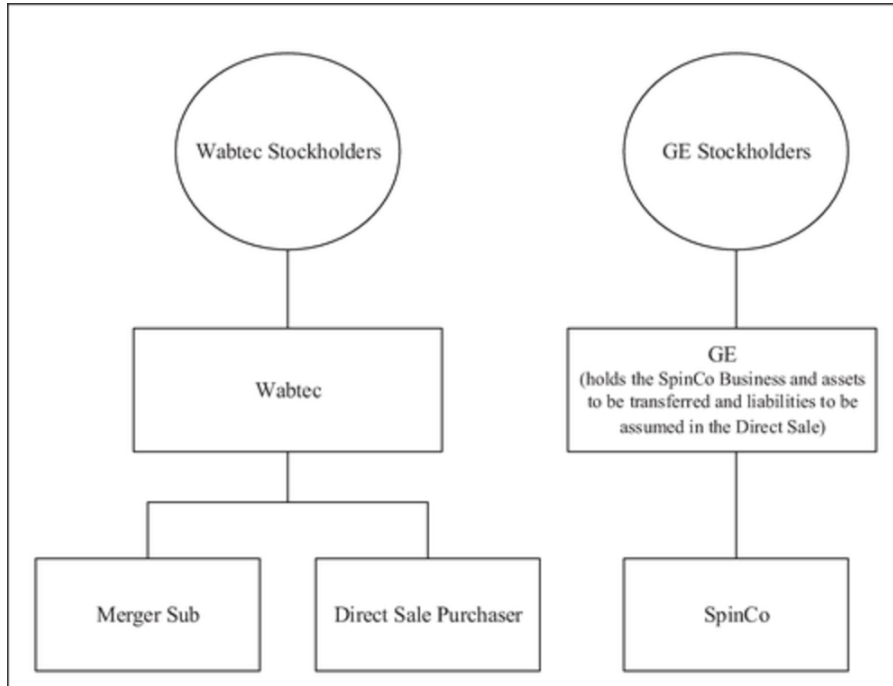 Wabtec Stockholders
GE Stockholders
Wabtec
GE
(holds the SpinCo Business and assets
to be transferred and liabilities to be
assumed in the Direct Sale)
Merger Sub
Direct Sale Purchaser
SpinCo